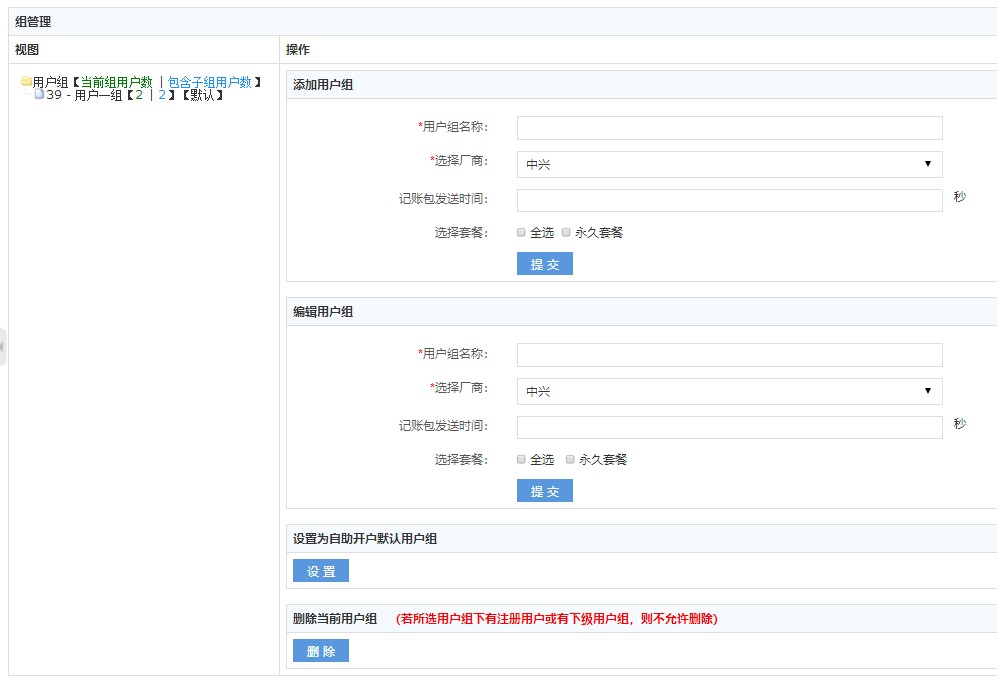 组管理
视图
操作
用户组【当前组用户数 | 包含子组用户数】
39 - 用户一组【2 | 2】【默认】
添加用户组
*用户组名称：
*选择厂商：
中兴
记账包发送时间：
秒
选择套餐：
全选 永久套餐
提 交
编辑用户组
*用户组名称：
*选择厂商：
中兴
记账包发送时间：
秒
选择套餐：
全选 永久套餐
提 交
设置为自助开户默认用户组
设 置
删除当前用户组 （若所选用户组下有注册用户或有下级用户组，则不允许删除）
删 除